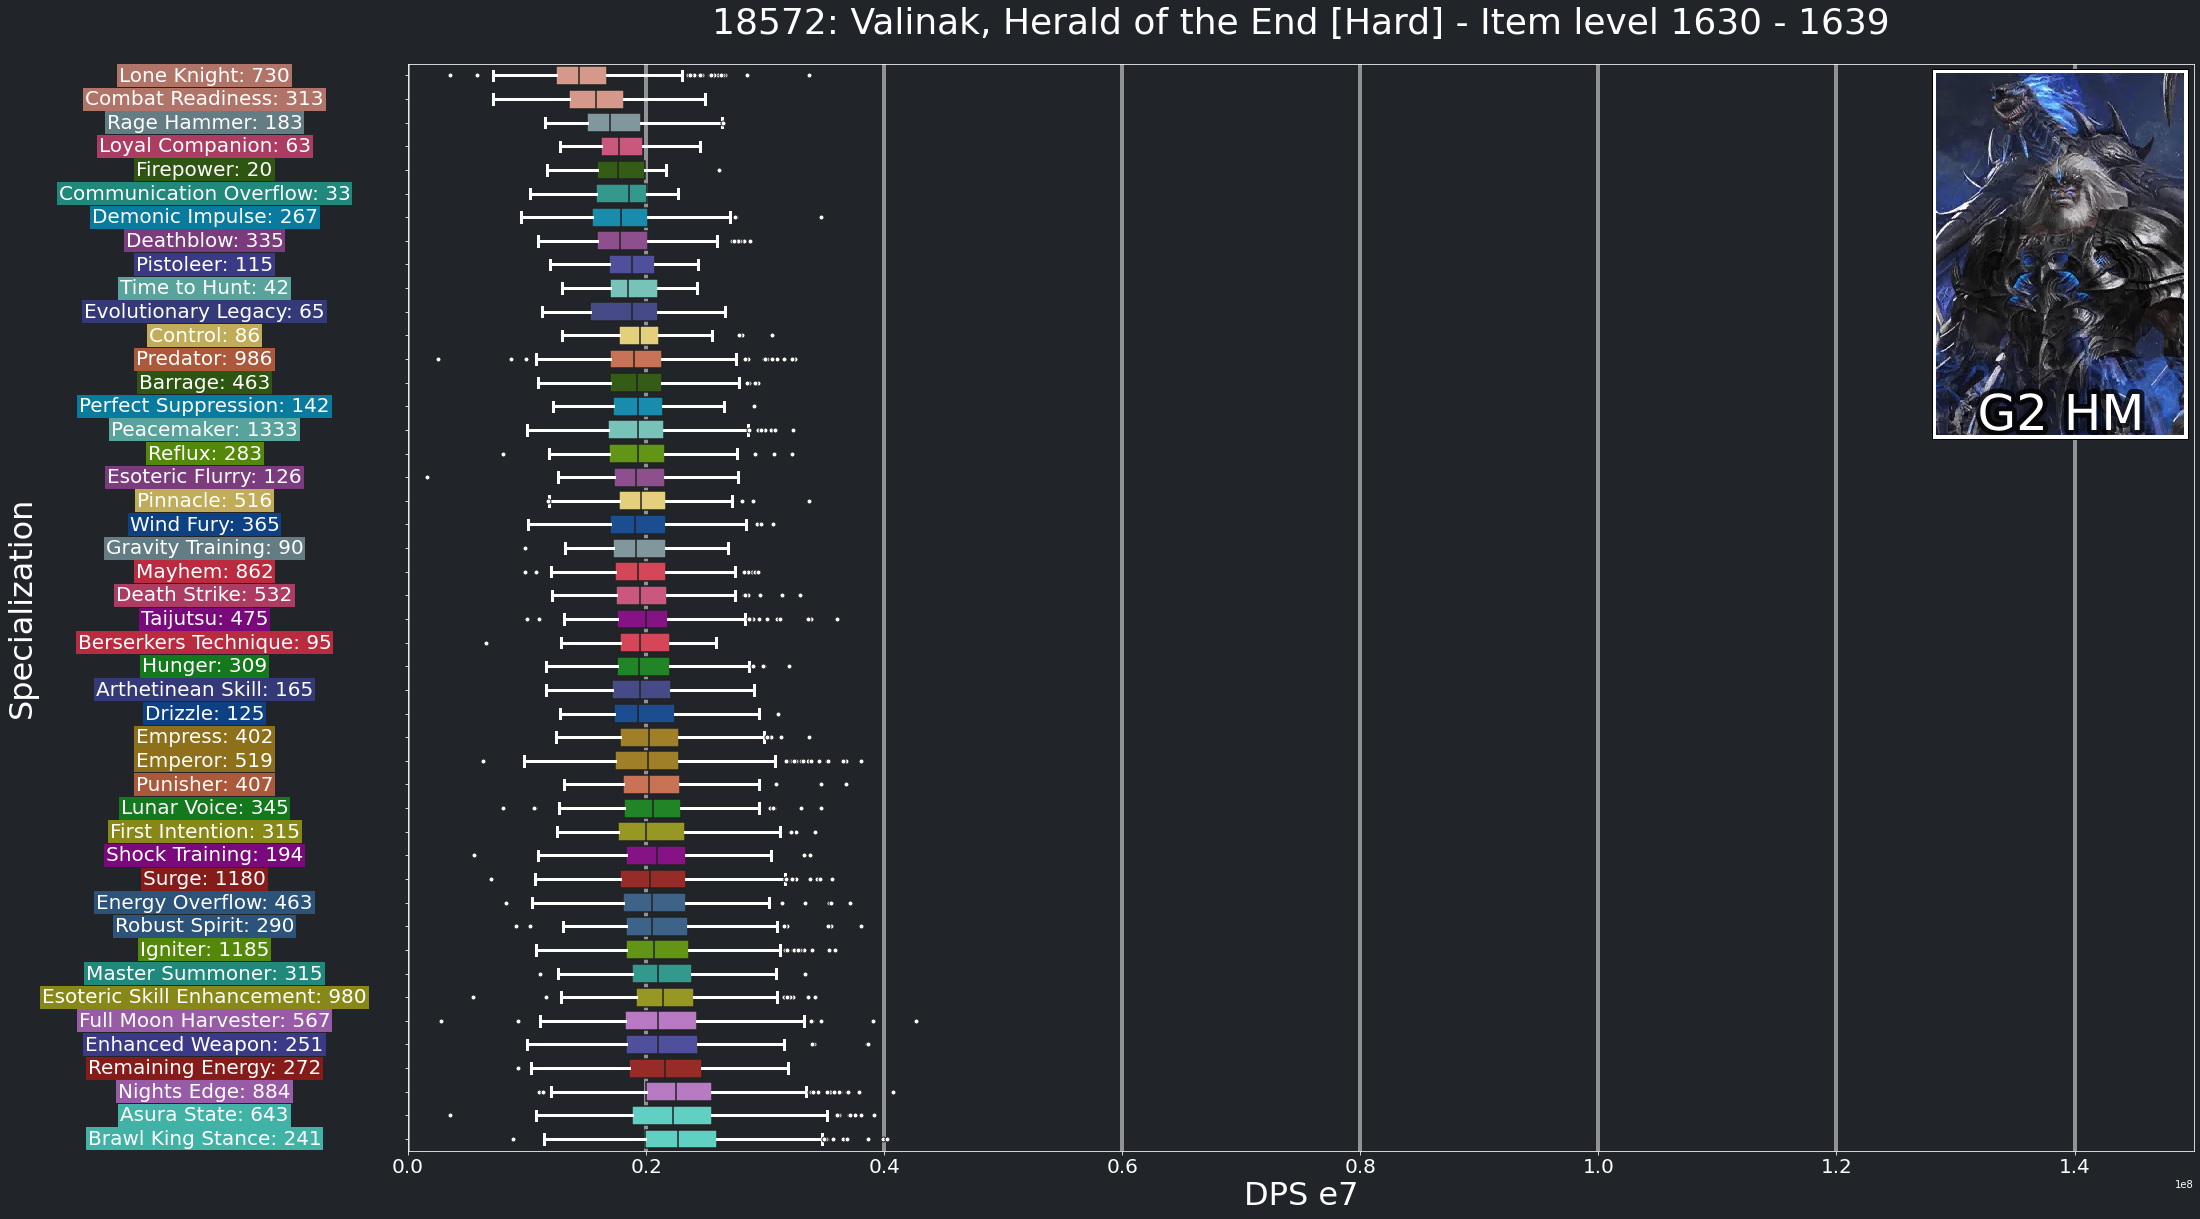 18572: Valinak, Herald of the End [Hard] - Item level 1630 - 1639
Lone Knight: 730
Combat Readiness: 313
Rage Hammer: 183
Loyal Companion: 63
Firepower: 20
Communication Overflow: 33
Demonic Impulse: 267
Deathblow: 335
Pistoleer: 115
Time to Hunt: 42
Evolutionary Legacy: 65
Control: 86
Predator: 986
Barrage: 463
Perfect Suppression: 142
Peacemaker: 1333
Reflux: 283
Esoteric Flurry: 126
Pinnacle: 516
Wind Fury: 365
Gravity Training: 90
Mayhem: 862
Death Strike: 532
Taijutsu: 475
Berserkers Technique: 95
Hunger: 309
Arthetinean Skill: 165
Drizzle: 125
Empress: 402
Emperor: 519
Punisher: 407
Lunar Voice: 345
First Intention: 315
Shock Training: 194
Surge: 1180
Energy Overflow: 463
Robust Spirit: 290
Igniter: 1185
Master Summoner: 315
Esoteric Skill Enhancement: 980
Full Moon Harvester: 567
Enhanced Weapon: 251
Remaining Energy: 272
Nights Edge: 884
Asura State: 643
Brawl King Stance: 241
Specialization
G2 HM
0.0 0.2 0.4 0.6 0.8 1.0 1.2 1.4
1e8
DPS e7